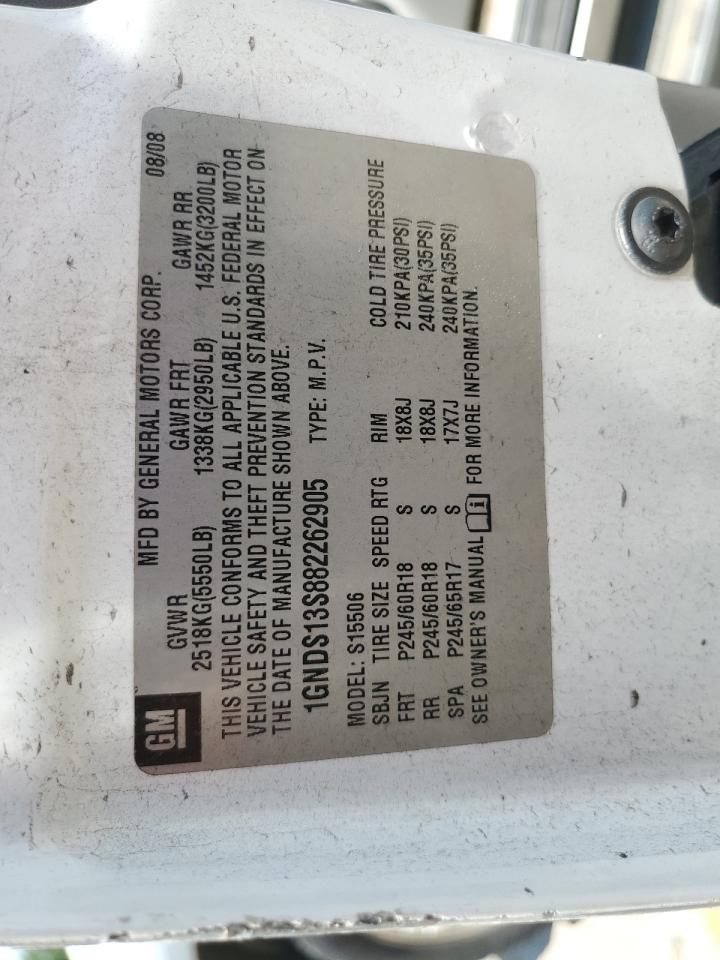 GM
MFD BY GENERAL MOTORS CORP. 08/08
GVWR GAWR FRT GAWR RR
2518KG(5550LB) 1338KG(2950LB) 1452KG(3200LB)
THIS VEHICLE CONFORMS TO ALL APPLICABLE U.S. FEDERAL MOTOR
VEHICLE SAFETY AND THEFT PREVENTION STANDARDS IN EFFECT ON
THE DATE OF MANUFACTURE SHOWN ABOVE.
1GNDS13S882262905 TYPE: M.P.V.
MODEL: S15506
SBJN TIRE SIZE SPEED RTG RIM COLD TIRE PRESSURE
FRT P245/60R18 S 18X8J 210KPA(30PSI)
RR P245/60R18 S 18X8J 240KPA(35PSI)
SPA P245/65R17 S 17X7J 240KPA(35PSI)
SEE OWNER'S MANUAL FOR MORE INFORMATION.